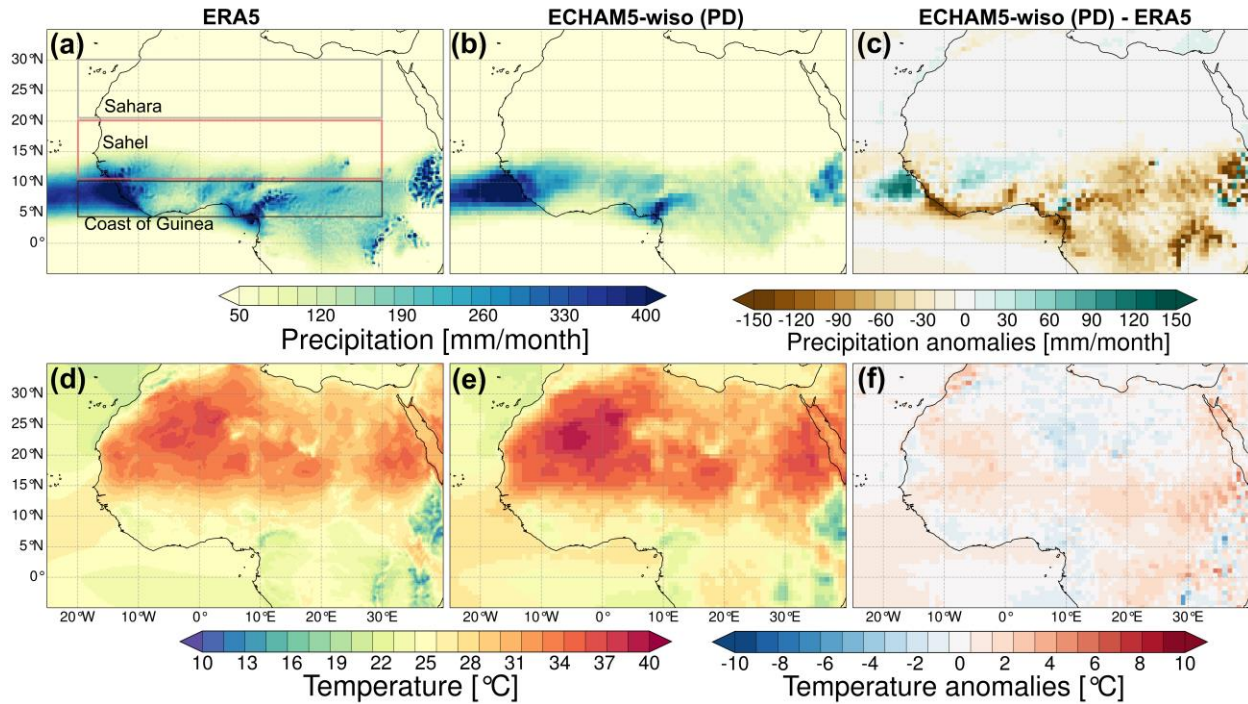 ERA5 ECHAM5-wiso (PD) ECHAM5-wiso (PD) - ERA5
(a) (b) (c)
30°N
25°N
Sahara
20°N
Sahel
15°N
10°N
5°N
Coast of Guinea
0°
50 120 190 260 330 400
Precipitation [mm/month]
-150 -120 -90 -60 -30 0 30 60 90 120 150
Precipitation anomalies [mm/month]
(d) (e) (f)
30°N
25°N
20°N
15°N
10°N
5°N
0°
20°W 10°W 0° 10°E 20°E 30°E 20°W 10°W 0° 10°E 20°E 30°E 20°W 10°W 0° 10°E 20°E 30°E
10 13 16 19 22 25 28 31 34 37 40
Temperature [°C]
-10 -8 -6 -4 -2 0 2 4 6 8 10
Temperature anomalies [°C]